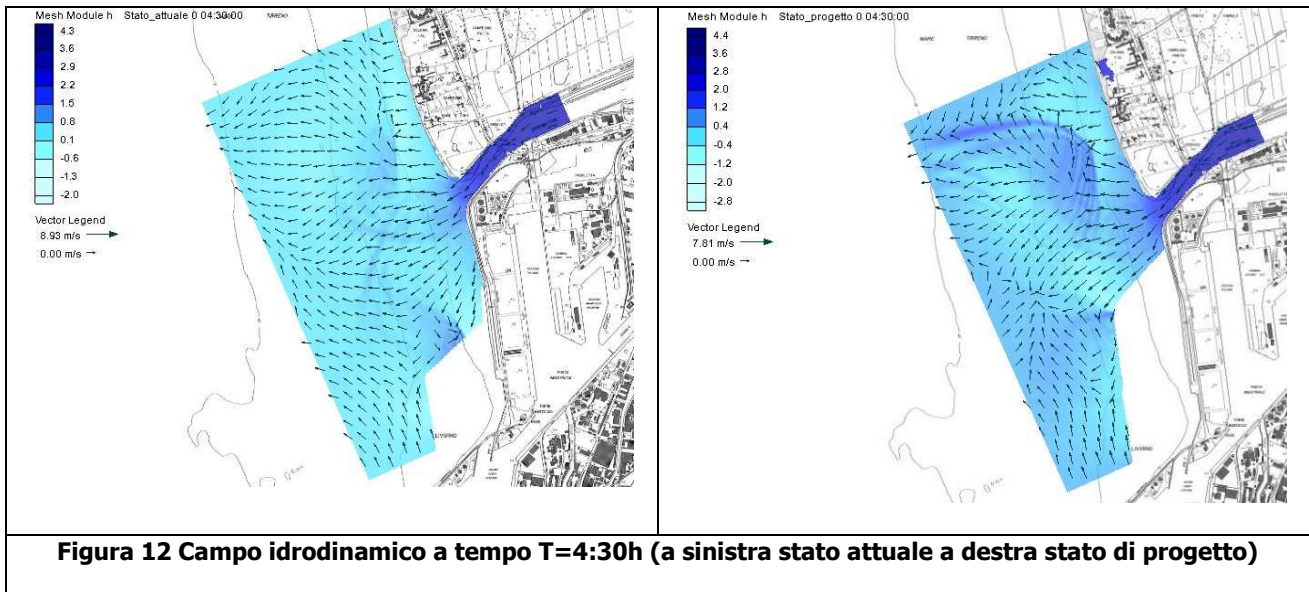 Mesh Module h Stato_attuale 0 04:30:00
4.3
3.6
2.9
2.2
1.5
0.8
0.1
-0.6
-1.3
-2.0
Vector Legend
8.93 m/s
0.00 m/s
LIVORNO
Mesh Module h Stato_progetto 0 04:30:00
4.4
3.6
2.8
2.0
1.2
0.4
-0.4
-1.2
-2.0
-2.8
Vector Legend
7.81 m/s
0.00 m/s
MARE TIRRENO
LIVORNO
Figura 12 Campo idrodinamico a tempo T=4:30h (a sinistra stato attuale a destra stato di progetto)